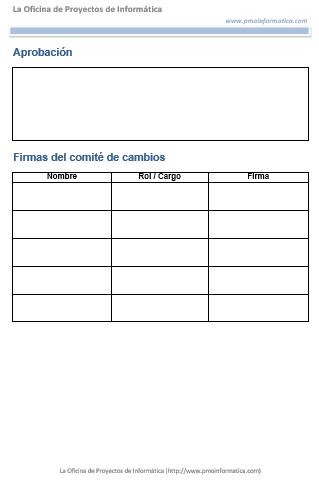 La Oficina de Proyectos de Informática
www.pmoinformatica.com
Aprobación
Firmas del comité de cambios
Nombre Rol / Cargo Firma
La Oficina de Proyectos de Informática (http://www.pmoinformatica.com)